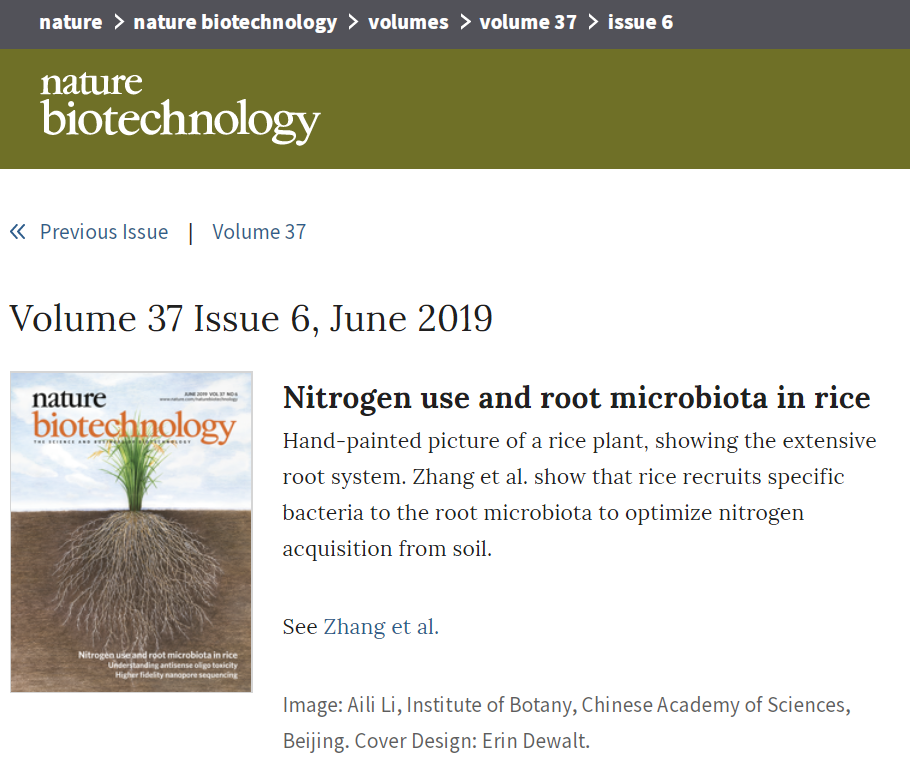 nature > nature biotechnology > volumes > volume 37 > issue 6
nature
biotechnology
« Previous Issue | Volume 37
Volume 37 Issue 6, June 2019
nature
biotechnology
JUNE 2019 VOL 37 NO 6
www.nature.com/naturebiotechnology
THE SCIENCE AND BUSINESS OF BIOTECHNOLOGY
Nitrogen use and root microbiota in rice
Understanding antisense oligo toxicity
Higher fidelity nanopore sequencing
Nitrogen use and root microbiota in rice
Hand-painted picture of a rice plant, showing the extensive
root system. Zhang et al. show that rice recruits specific
bacteria to the root microbiota to optimize nitrogen
acquisition from soil.
See Zhang et al.
Image: Aili Li, Institute of Botany, Chinese Academy of Sciences,
Beijing. Cover Design: Erin Dewalt.